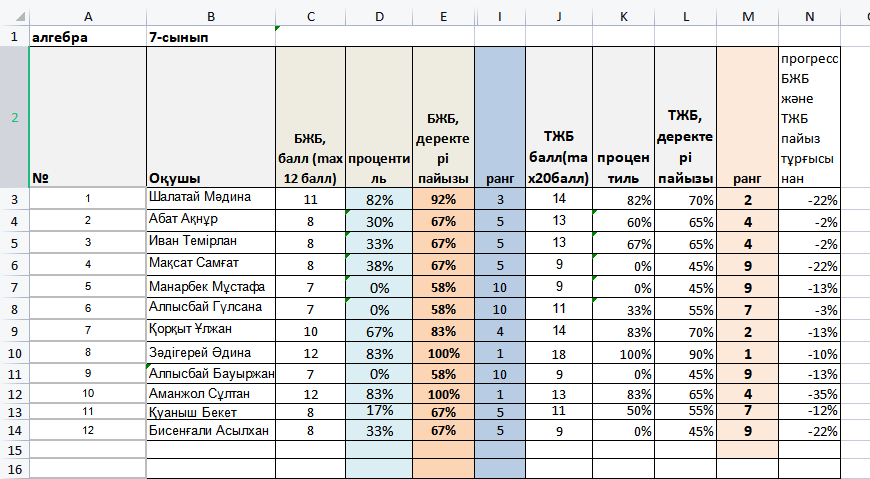 A B C D E I J K L M N
1 алгебра 7-сынып
2 № Оқушы БЖБ, балл (max 12 балл) процентиль БЖБ, деректері пайызы ранг ТЖБ балл(max20балл) процентиль ТЖБ, деректері пайызы ранг прогресс БЖБ және ТЖБ пайыз тұрғысынан
3 1 Шалатай Мәдина 11 82% 92% 3 14 82% 70% 2 -22%
4 2 Абат Ақнұр 8 30% 67% 5 13 60% 65% 4 -2%
5 3 Иван Темірлан 8 33% 67% 5 13 67% 65% 4 -2%
6 4 Мақсат Самғат 8 38% 67% 5 9 0% 45% 9 -22%
7 5 Манарбек Мұстафа 7 0% 58% 10 9 0% 45% 9 -13%
8 6 Алпысбай Гүлсана 7 0% 58% 10 11 33% 55% 7 -3%
9 7 Қорқыт Ұлжан 10 67% 83% 4 14 83% 70% 2 -13%
10 8 Зәдігерей Әдина 12 83% 100% 1 18 100% 90% 1 -10%
11 9 Алпысбай Бауыржан 7 0% 58% 10 9 0% 45% 9 -13%
12 10 Аманжол Сұлтан 12 83% 100% 1 13 83% 65% 4 -35%
13 11 Қуаныш Бекет 8 17% 67% 5 11 50% 55% 7 -12%
14 12 Бисенғали Асылхан 8 33% 67% 5 9 0% 45% 9 -22%
15
16